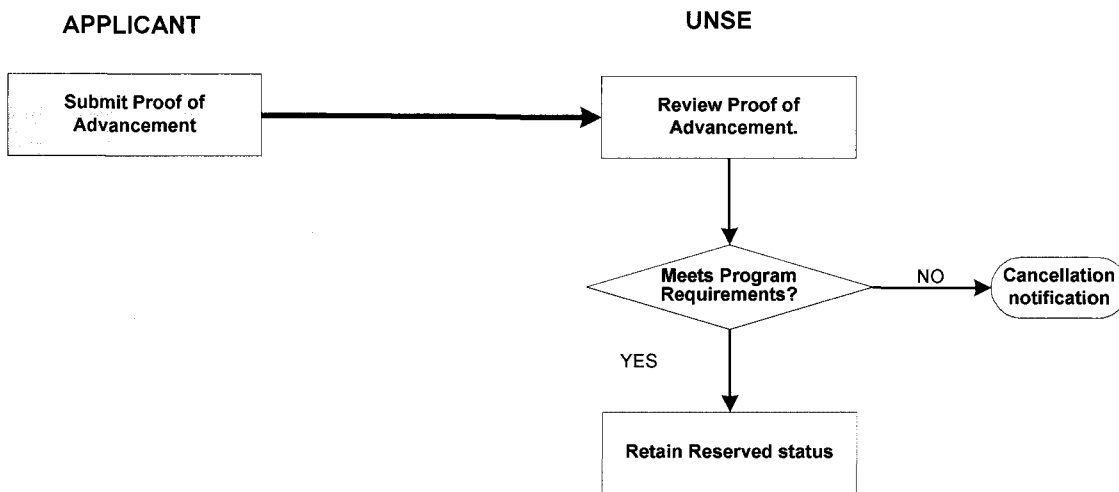 APPLICANT
UNSE
Submit Proof of
Advancement
Review Proof of
Advancement.
Meets Program
Requirements?
NO
Cancellation
notification
YES
Retain Reserved status